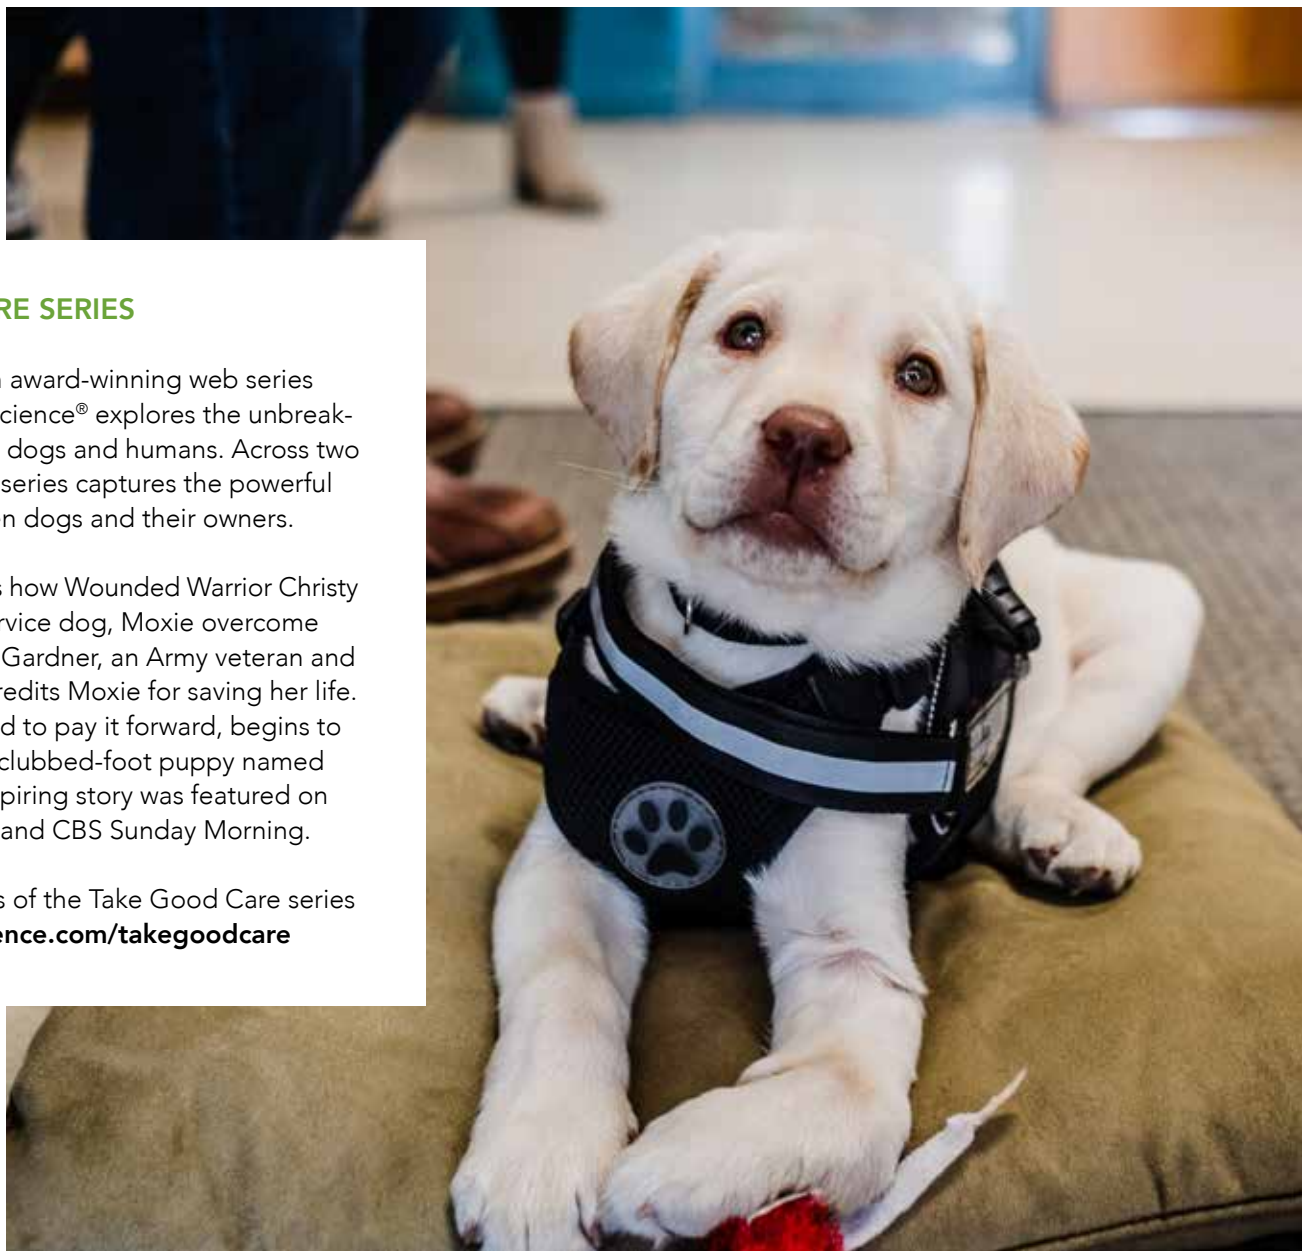 RE SERIES
award-winning web series
cience® explores the unbreak-
dogs and humans. Across two
series captures the powerful
n dogs and their owners.
s how Wounded Warrior Christy
rvice dog, Moxie overcome
Gardner, an Army veteran and
redits Moxie for saving her life.
d to pay it forward, begins to
clubbed-foot puppy named
piring story was featured on
and CBS Sunday Morning.
s of the Take Good Care series
ence.com/takegoodcare